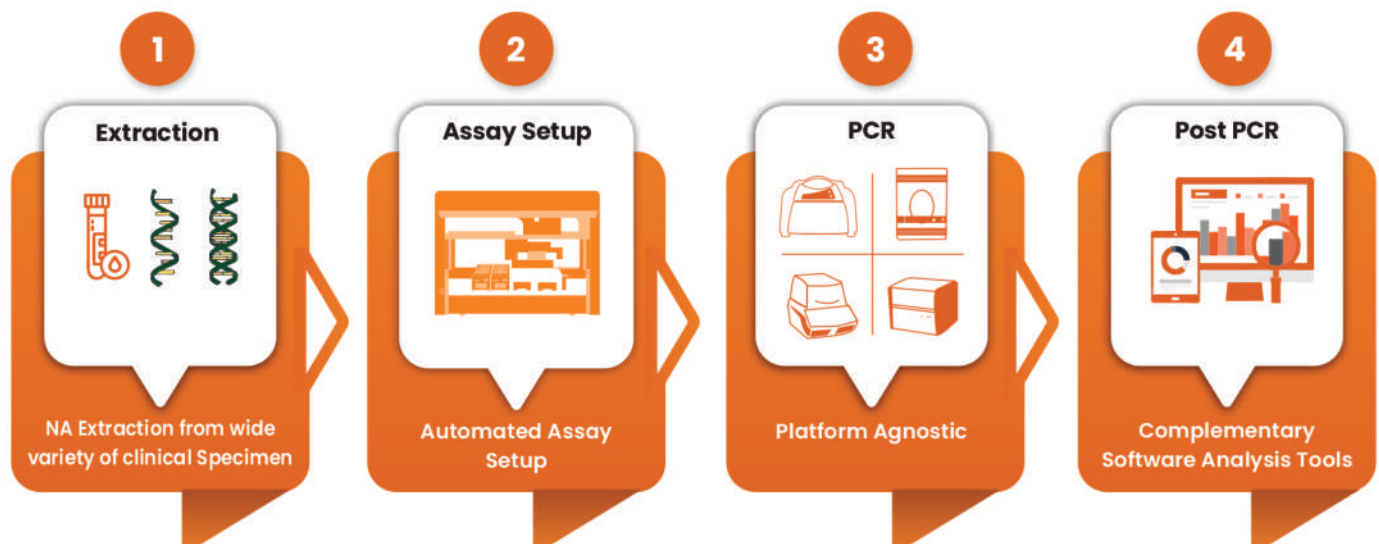 1
Extraction
NA Extraction from wide
variety of clinical Specimen
2
Assay Setup
Automated Assay
Setup
3
PCR
Platform Agnostic
4
Post PCR
Complementary
Software Analysis Tools